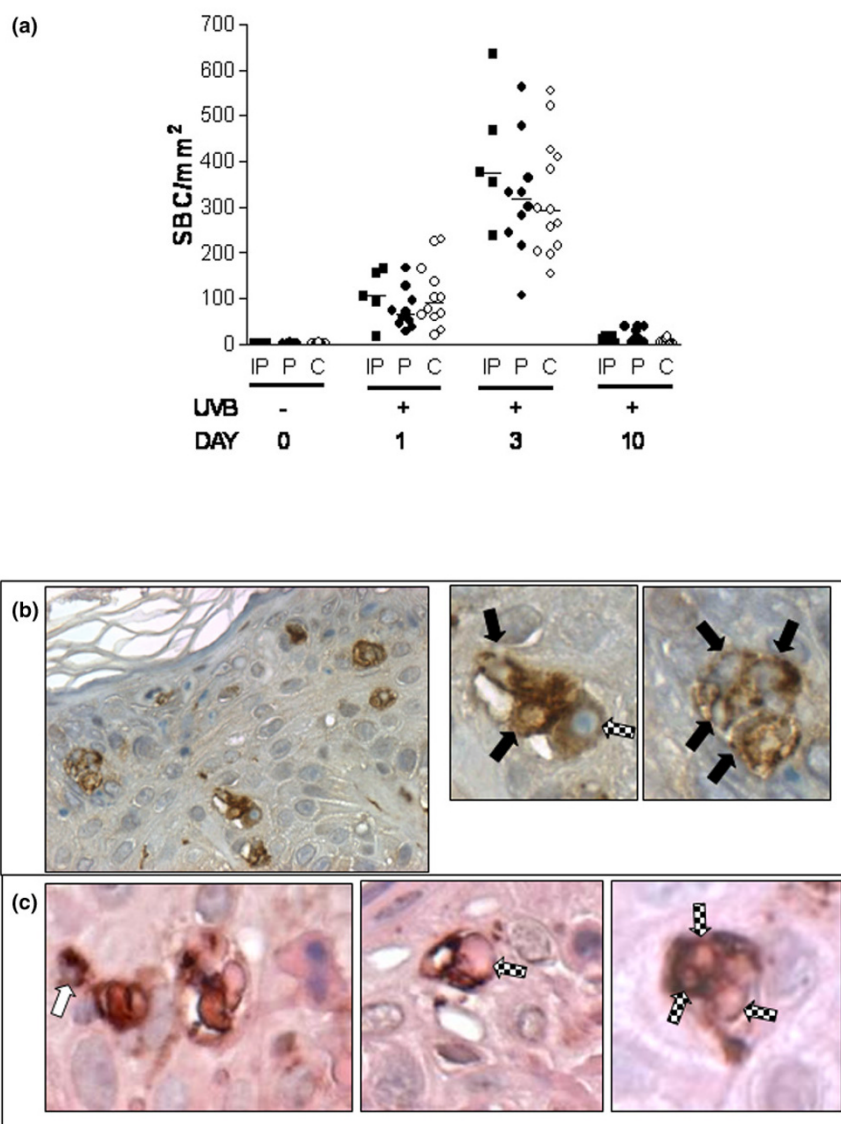 (a)
700
600
500
400
300
200
100
0
SBC/mm²
IP P C IP P C IP P C IP P C
UVB - + + +
DAY 0 1 3 10
(b)
(c)